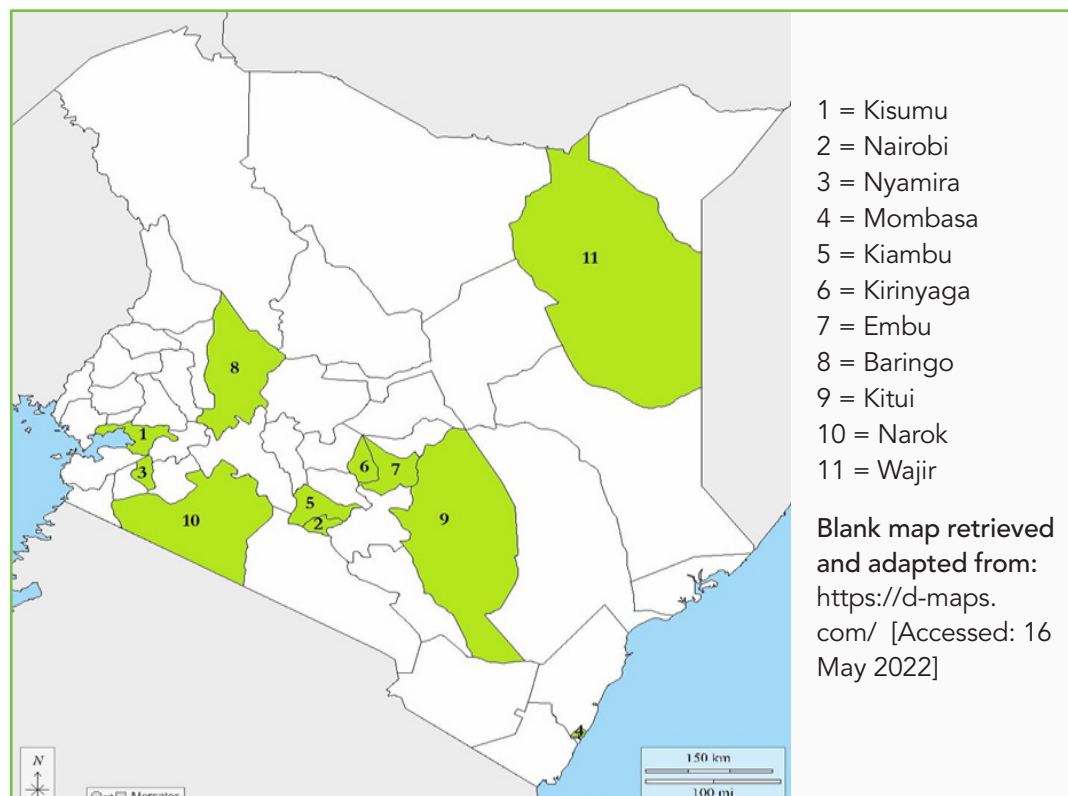 1 = Kisumu
2 = Nairobi
3 = Nyamira
4 = Mombasa
5 = Kiambu
6 = Kirinyaga
7 = Embu
8 = Baringo
9 = Kitui
10 = Narok
11 = Wajir
Blank map retrieved
and adapted from:
https://d-maps.
com/ [Accessed: 16
May 2022]
11
8
1
3
6
7
5
2
9
10
4
N
Mercator
150 km
100 mi